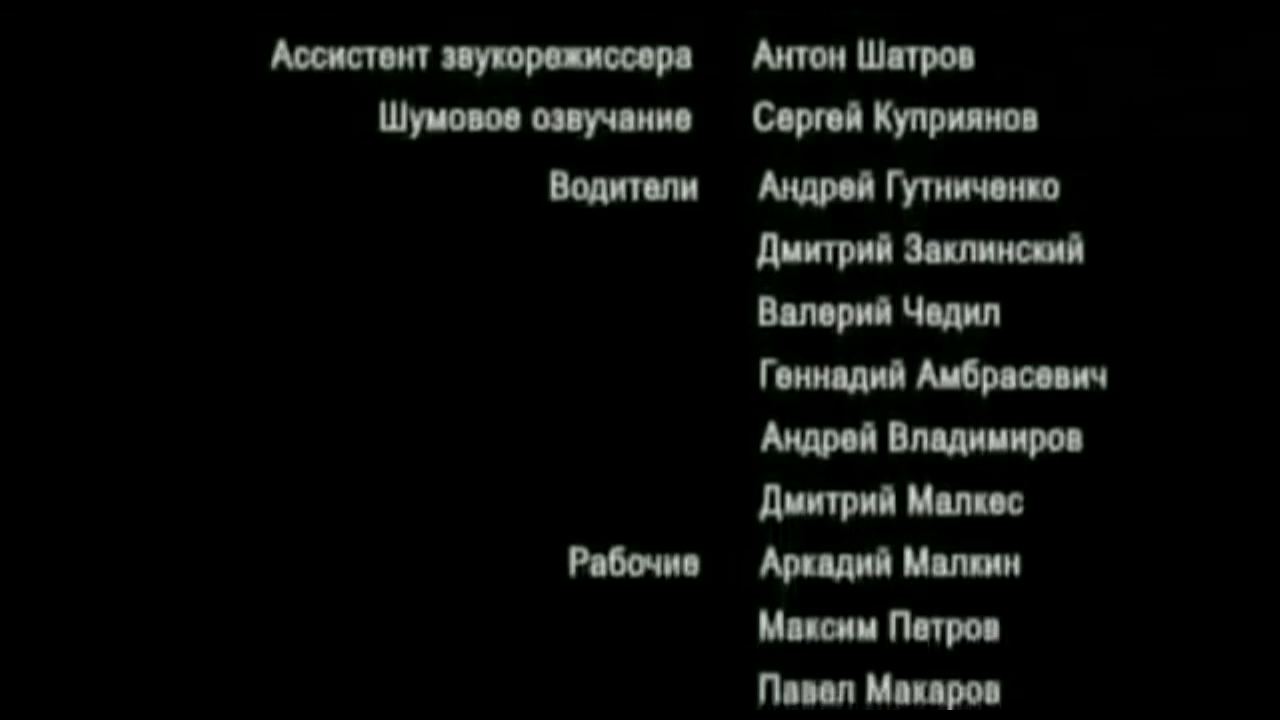 Ассистент звукорежиссера Антон Шатров
Шумовое озвучание Сергей Куприянов
Водители Андрей Гутниченко
Дмитрий Заклинский
Валерий Чедил
Геннадий Амбрасевич
Андрей Владимиров
Дмитрий Малкес
Рабочие Аркадий Малкин
Максим Петров
Павел Макаров